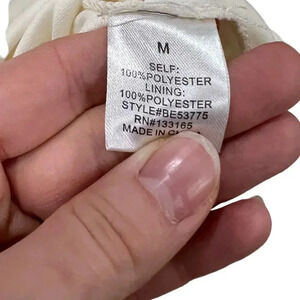 M
SELF:
100%POLYESTER
LINING:
100%POLYESTER
STYLE#BE53775
RN#133165
MADE IN